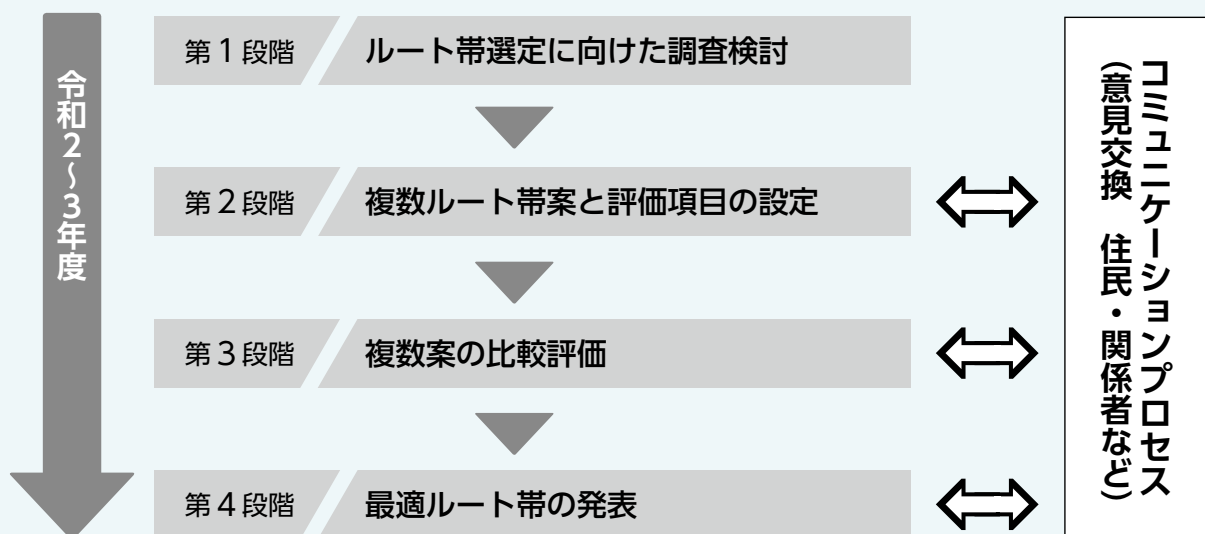 令和2～3年度
第1段階 ルート帯選定に向けた調査検討
第2段階 複数ルート帯案と評価項目の設定
第3段階 複数案の比較評価
第4段階 最適ルート帯の発表
コミュニケーションプロセス
（意見交換 住民・関係者など）